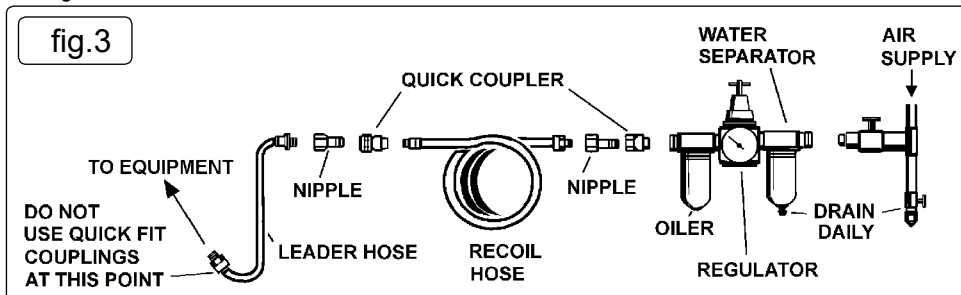 fig.3
WATER
SEPARATOR
AIR
SUPPLY
QUICK COUPLER
TO EQUIPMENT
NIPPLE
NIPPLE
DO NOT
USE QUICK FIT
COUPLINGS
AT THIS POINT
LEADER HOSE
RECOIL
HOSE
OILER
DRAIN
DAILY
REGULATOR